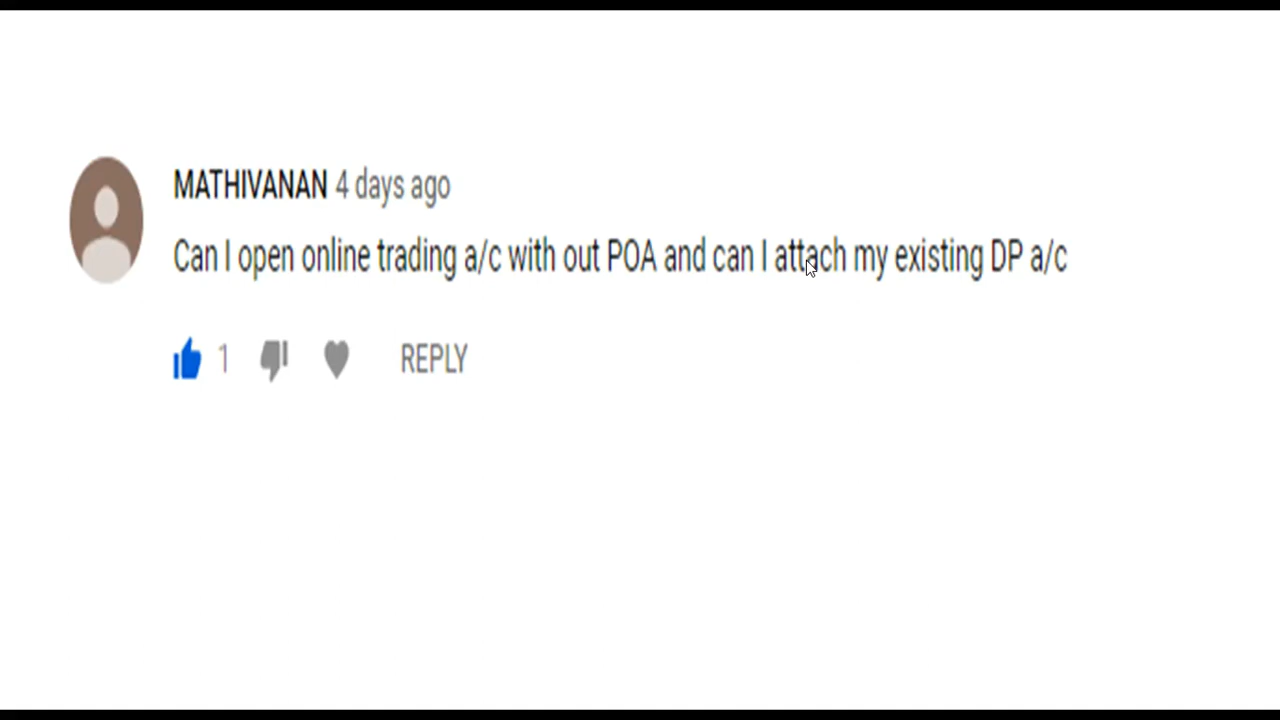 MATHIVANAN 4 days ago
Can I open online trading a/c with out POA and can I attach my existing DP a/c
1 REPLY